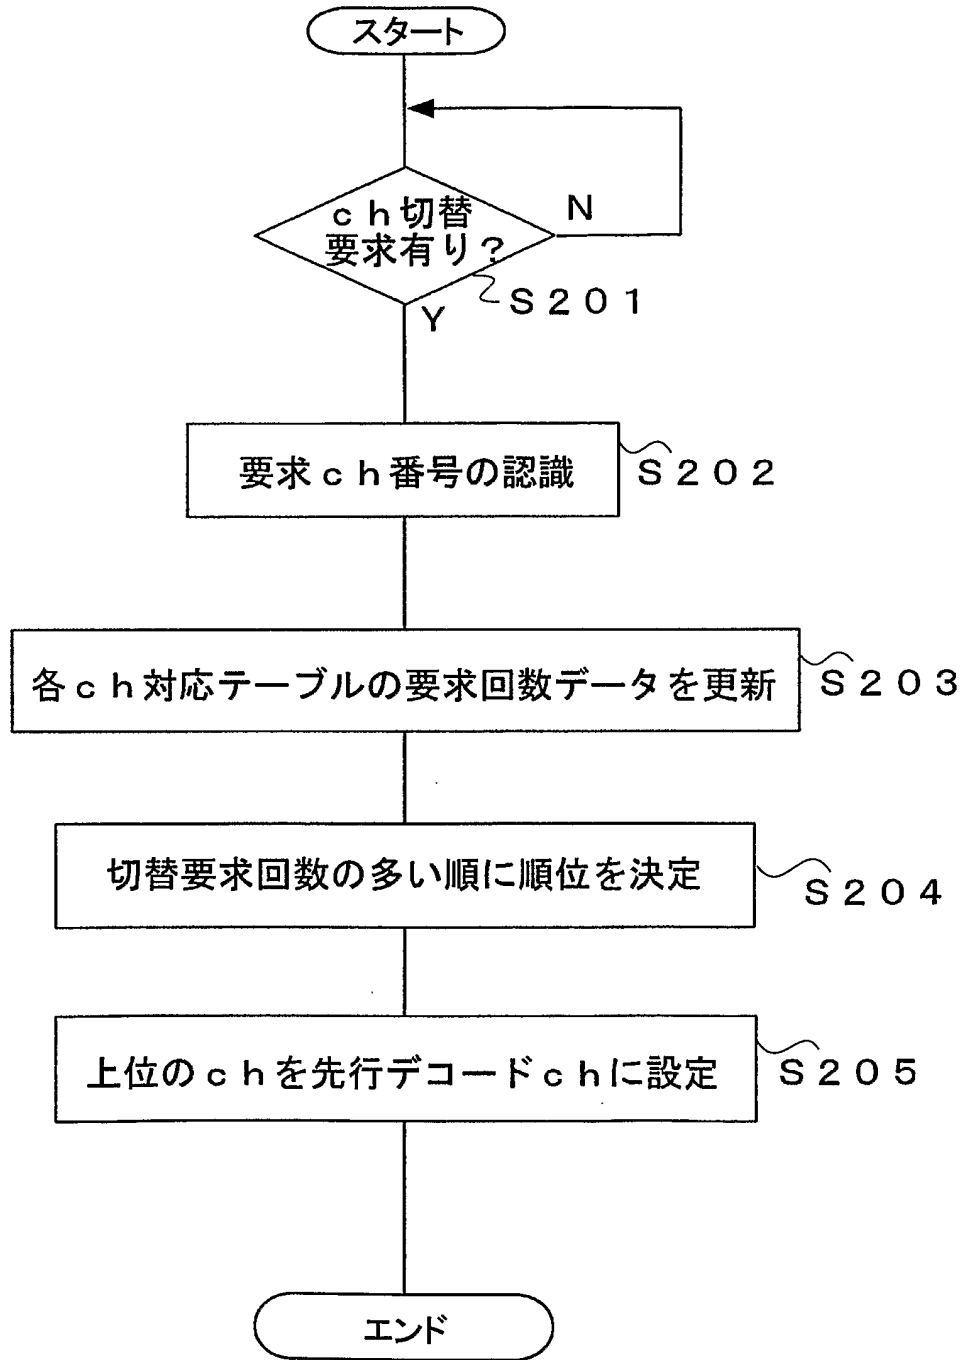 スタート
ｃｈ切替
要求有り？
N
S２０１
Y
要求ｃｈ番号の認識
S２０２
各ｃｈ対応テーブルの要求回数データを更新
S２０３
切替要求回数の多い順に順位を決定
S２０４
上位のｃｈを先行デコードｃｈに設定
S２０５
エンド